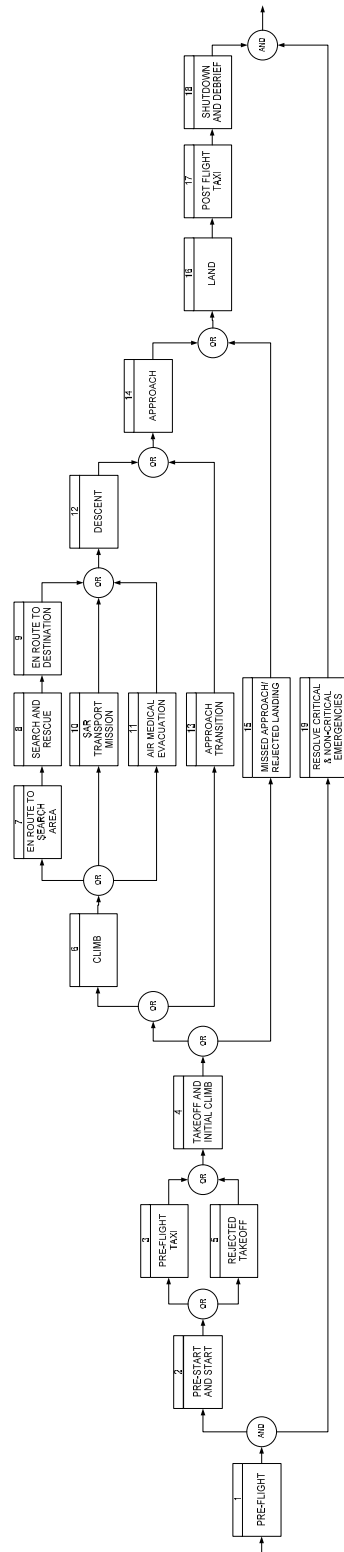 1
PRE-FLIGHT
AND
2
PRE-START
AND START
OR
3
PRE-FLIGHT
TAXI
5
REJECTED
TAKEOFF
OR
4
TAKEOFF AND
INITIAL CLIMB
OR
OR
6
CLIMB
OR
7
EN ROUTE TO
SEARCH
AREA
8
SEARCH AND
RESCUE
9
EN ROUTE TO
DESTINATION
10
SAR
TRANSPORT
MISSION
11
AIR MEDICAL
EVACUATION
13
APPROACH
TRANSITION
OR
12
DESCENT
OR
14
APPROACH
15
MISSED APPROACH/
REJECTED LANDING
OR
16
LAND
17
POST FLIGHT
TAXI
18
SHUTDOWN
AND DEBRIEF
19
RESOLVE CRITICAL
& NON-CRITICAL
EMERGENCIES
AND